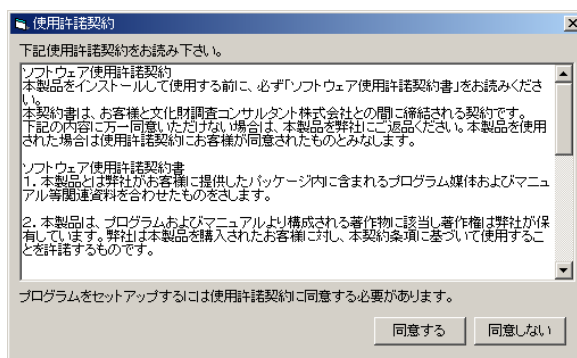 使用許諾契約
下記使用許諾契約をお読み下さい。
ソフトウェア使用許諾契約
本製品をインストールして使用する前に、必ず「ソフトウェア使用許諾契約書」をお読みくださ
い。
本契約書は、お客様と文化財調査コンサルタント株式会社との間に締結される契約です。
下記の内容に万一同意いただけない場合は、本製品を弊社にご返品ください。本製品を使用
された場合は使用許諾契約にお客様が同意されたものとみなします。
ソフトウェア使用許諾契約書
1. 本製品とは弊社がお客様に提供したパッケージ内に含まれるプログラム媒体およびマニュ
アル等関連資料を合わせたものをさします。
2. 本製品は、プログラムおよびマニュアルより構成される著作物に該当し著作権は弊社が保
有しています。弊社は本製品を購入されたお客様に対し、本契約条項に基づいて使用するこ
とを許諾するものです。
プログラムをセットアップするには使用許諾契約に同意する必要があります。
同意する 同意しない